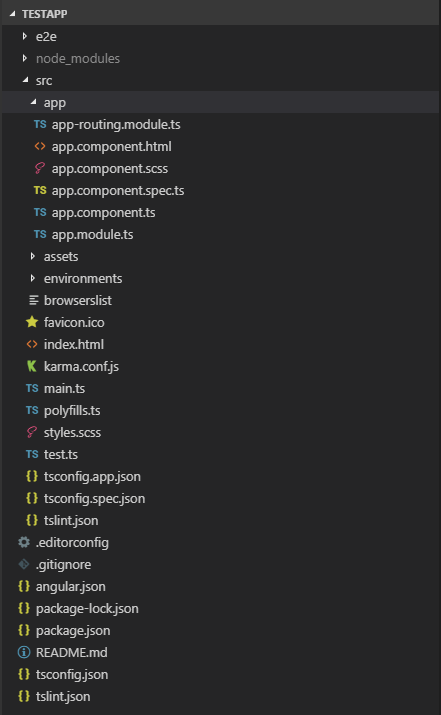 TESTAPP
e2e
node_modules
src
app
TS app-routing.module.ts
<> app.component.html
app.component.scss
TS app.component.spec.ts
TS app.component.ts
TS app.module.ts
assets
environments
browserslist
favicon.ico
<> index.html
K karma.conf.js
TS main.ts
TS polyfills.ts
styles.scss
TS test.ts
{} tsconfig.app.json
{} tsconfig.spec.json
{} tslint.json
.editorconfig
.gitignore
{} angular.json
{} package-lock.json
{} package.json
README.md
{} tsconfig.json
{} tslint.json